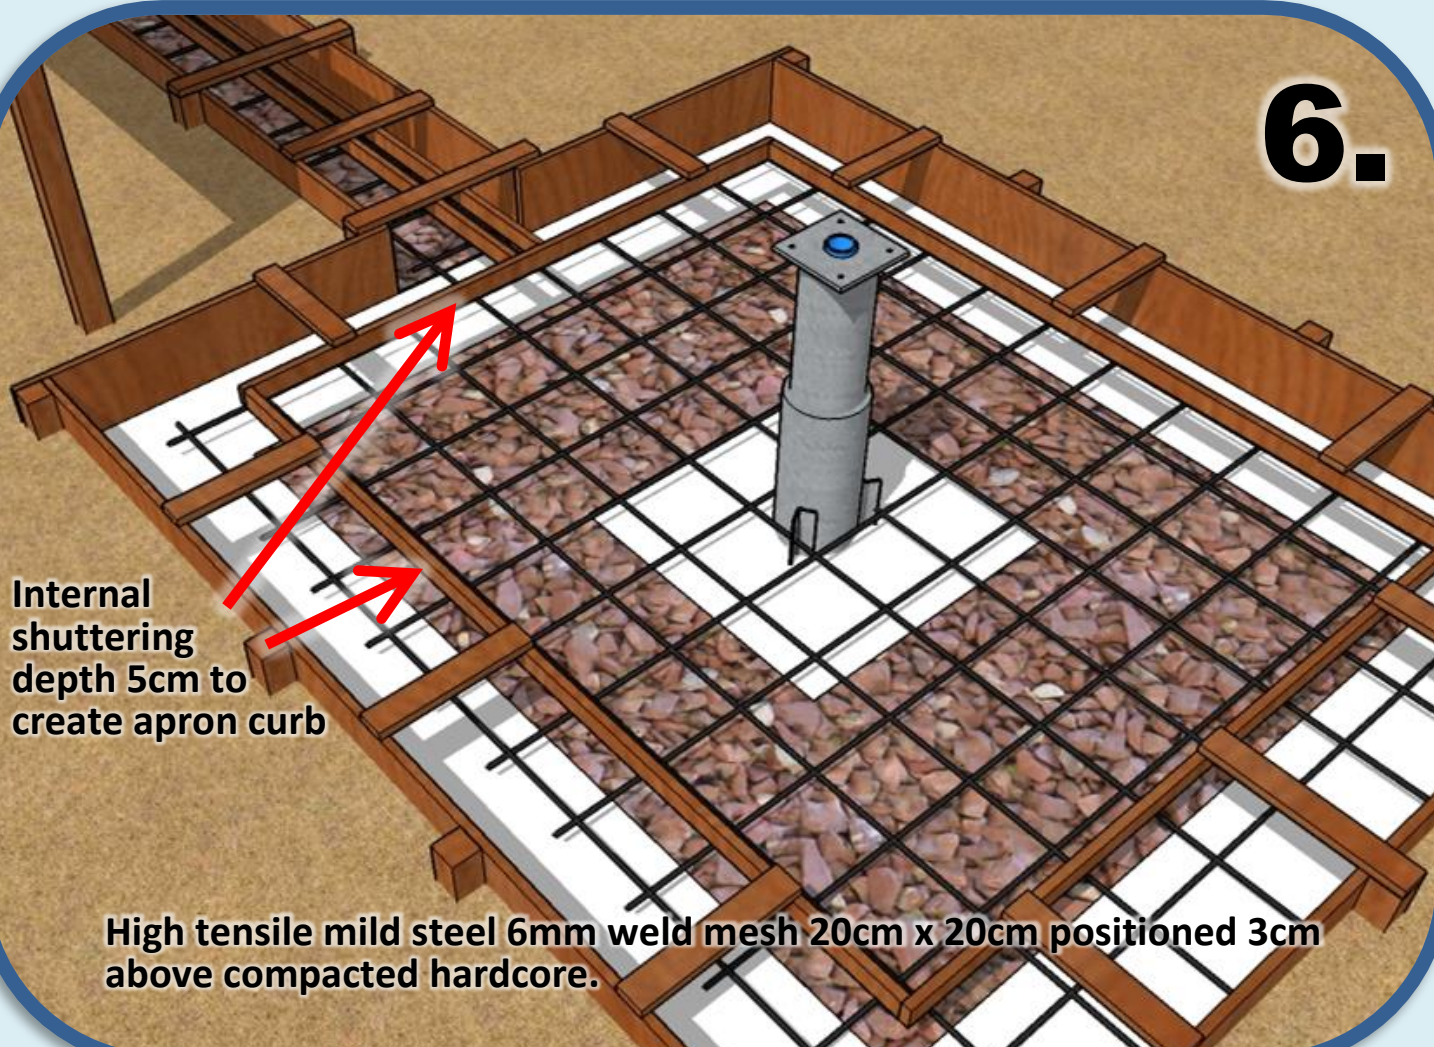 6.
Internal
shuttering
depth 5cm to
create apron curb
High tensile mild steel 6mm weld mesh 20cm x 20cm positioned 3cm
above compacted hardcore.